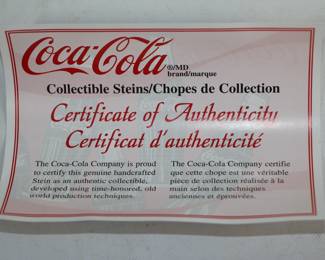 Coca-Cola ®/MD
brand/marque
Collectible Steins/Chopes de Collection
Certificate of Authenticity
Certificat d'authenticité
The Coca-Cola Company is proud
to certify this genuine handcrafted
Stein as an authentic collectible,
developed using time-honored, old
world production techniques.
The Coca-Cola Company certifie
que cette chope est une véritable
pièce de collection réalisée à la
main selon des techniques
anciennes et éprouvées.